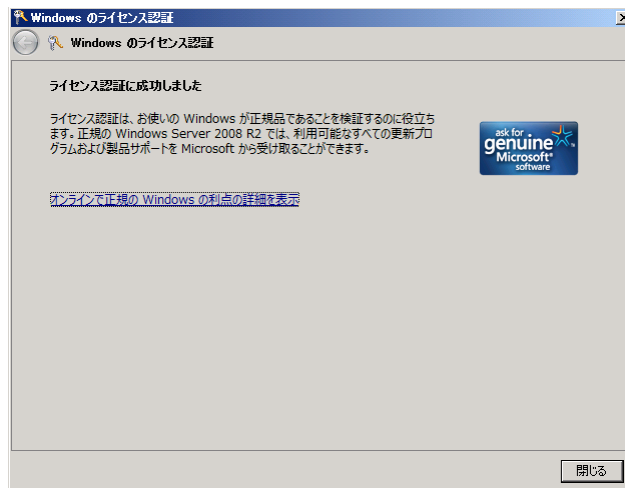 Windows のライセンス認証
Windows のライセンス認証
ライセンス認証に成功しました
ライセンス認証は、お使いの Windows が正規品であることを検証するのに役立ち
ます。正規の Windows Server 2008 R2 では、利用可能なすべての更新プロ
グラムおよび製品サポートを Microsoft から受け取ることができます。
ask for
genuine
Microsoft®
software
オンラインで正規の Windows の利点の詳細を表示
閉じる